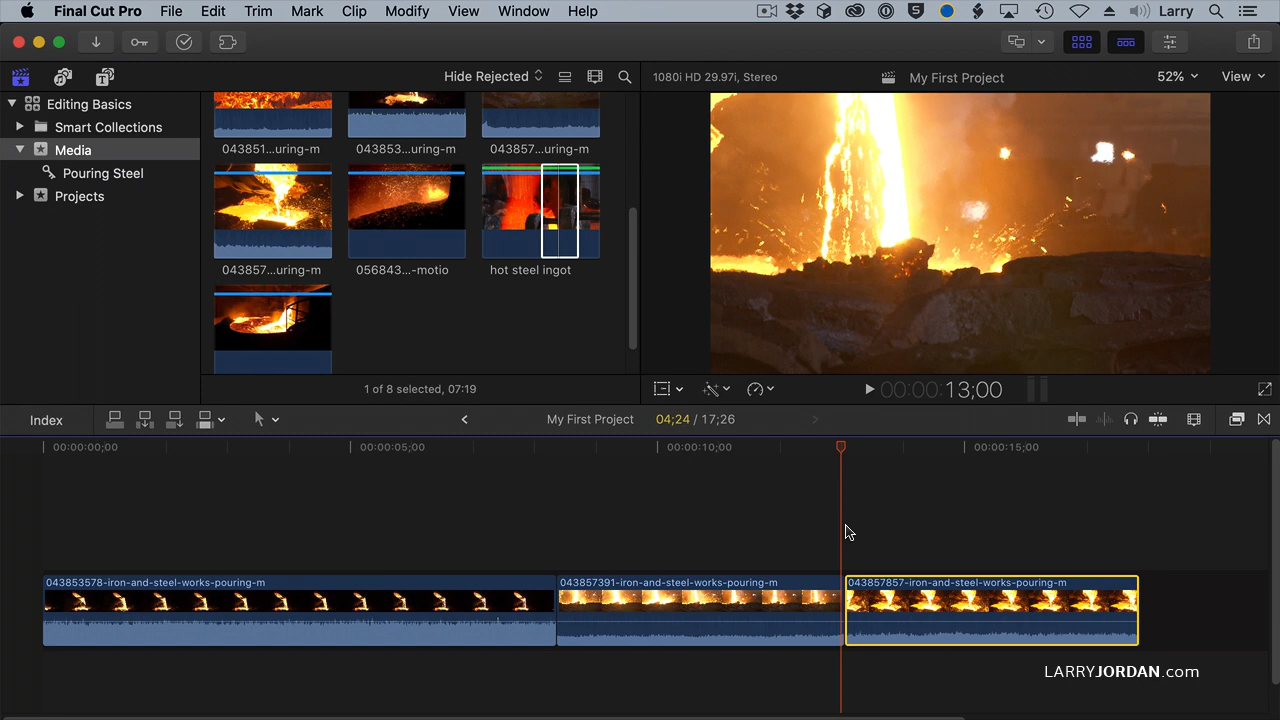 Final Cut Pro File Edit Trim Mark Clip Modify View Window Help Larry
Hide Rejected
1080i HD 29.97i, Stereo My First Project 52% View
Editing Basics
Smart Collections
Media
Pouring Steel
Projects
043851...uring-m 043853...uring-m 043857...uring-m
043857...uring-m 056843...-motio hot steel ingot
1 of 8 selected, 07:19
00:00:00:13;00
Index My First Project 04;24 / 17;26
00:00:00;00 00:00:05;00 00:00:10;00 00:00:15;00
043853578-iron-and-steel-works-pouring-m 043857391-iron-and-steel-works-pouring-m 043857857-iron-and-steel-works-pouring-m
LARRYJORDAN.com